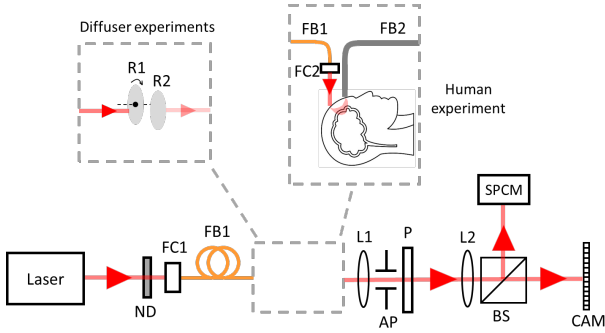 Diffuser experiments
R1
R2
FB1
FB2
FC2
Human
experiment
SPCM
Laser
ND
FC1
FB1
L1
AP
P
L2
BS
CAM